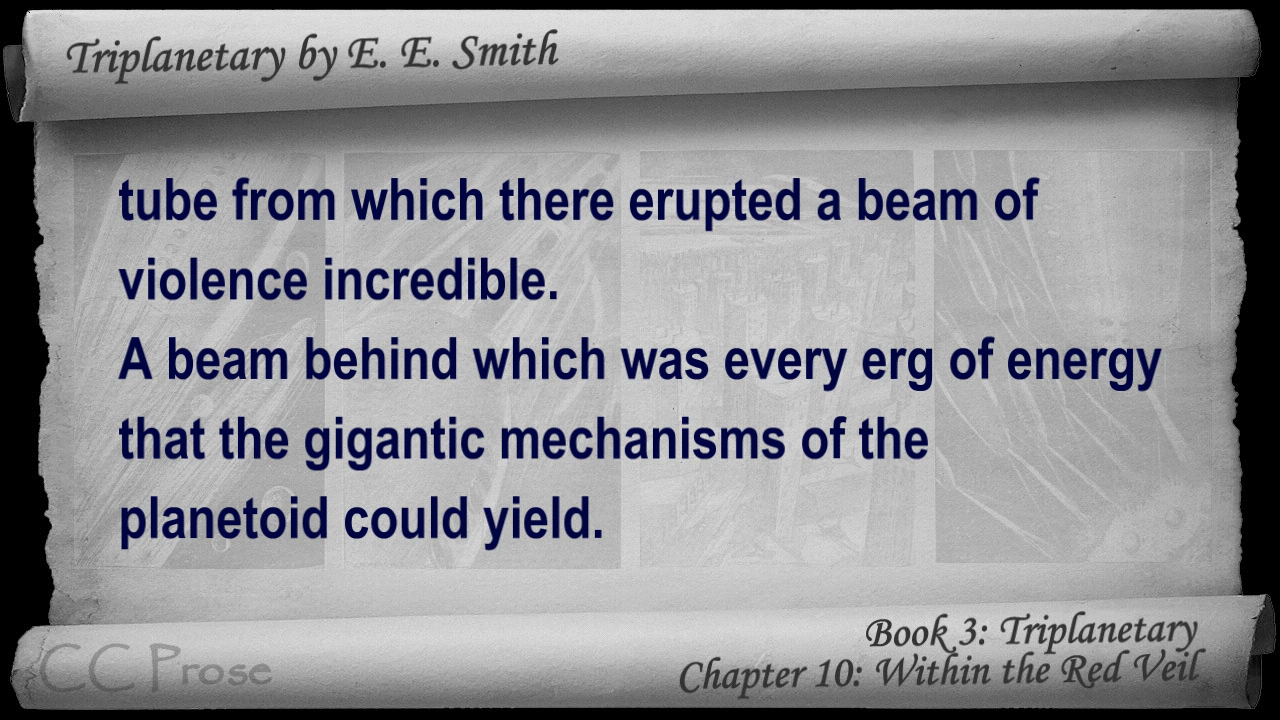 Triplanetary by E. E. Smith
tube from which there erupted a beam of
violence incredible.
A beam behind which was every erg of energy
that the gigantic mechanisms of the
planetoid could yield.
Book 3: Triplanetary
Chapter 10: Within the Red Veil
CC Prose